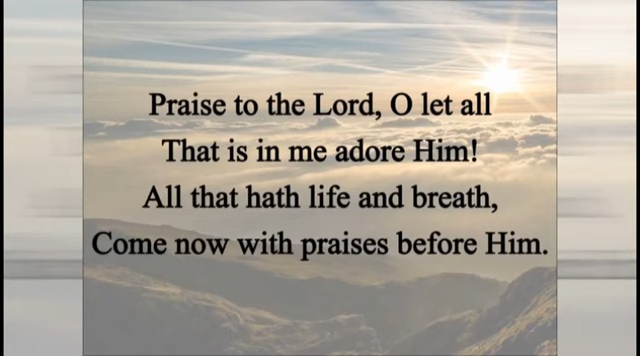 Praise to the Lord, O let all
That is in me adore Him!
All that hath life and breath,
Come now with praises before Him.